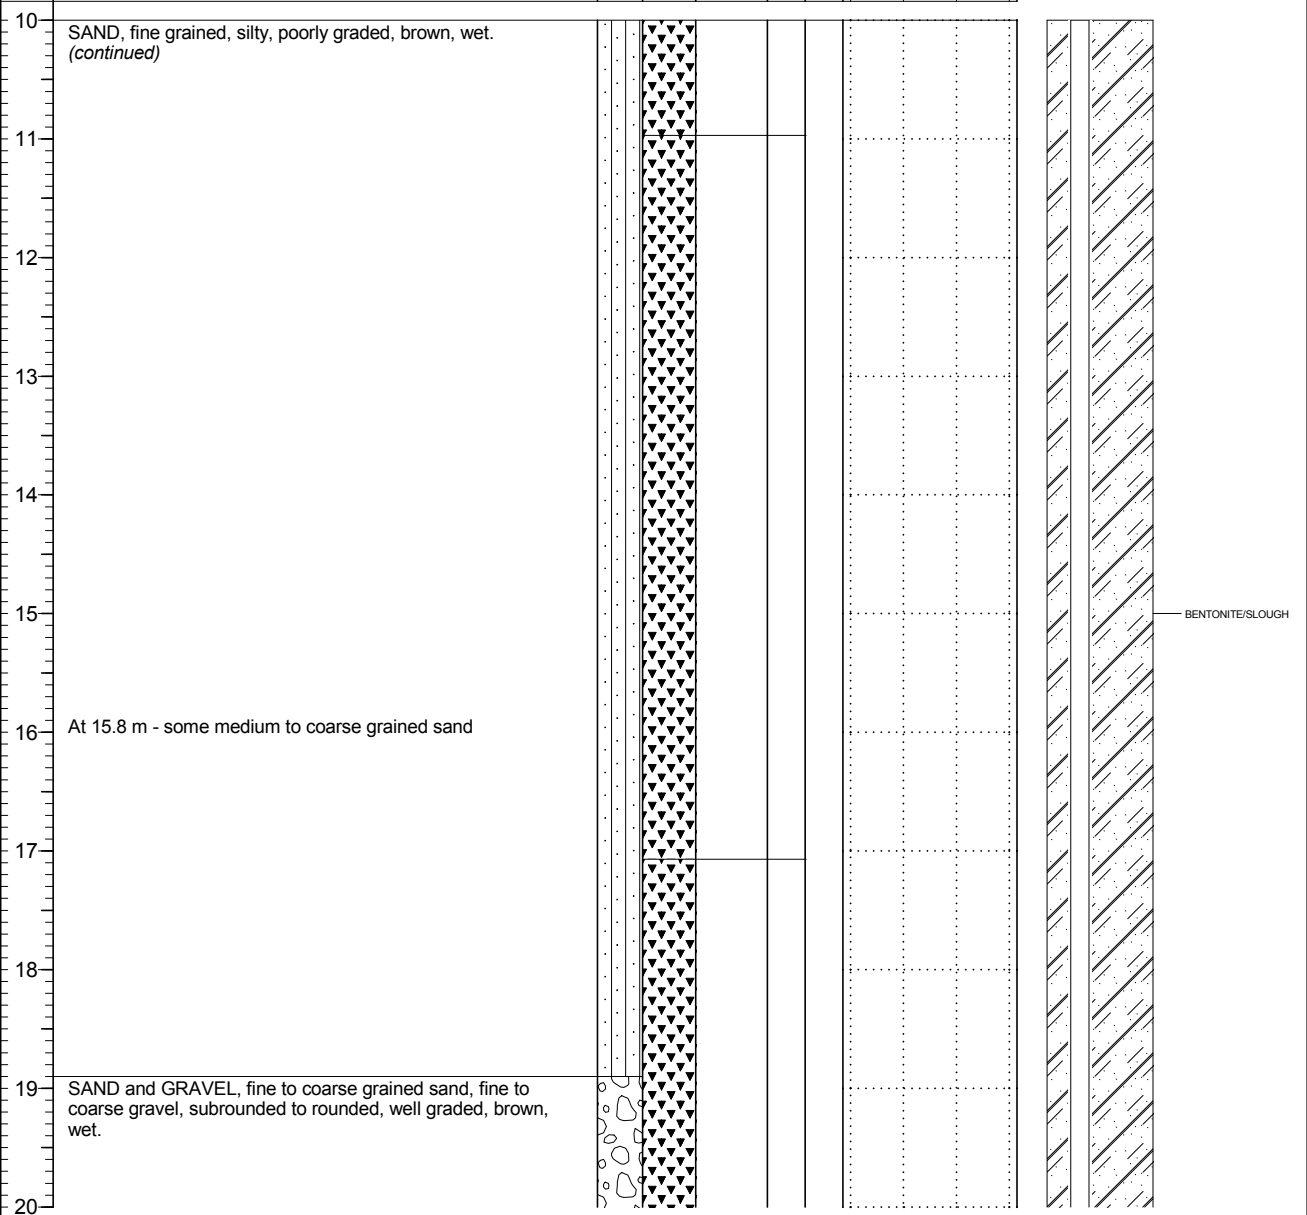 10
SAND, fine grained, silty, poorly graded, brown, wet.
(continued)
11
12
13
14
15
BENTONITE/SLOUGH
At 15.8 m - some medium to coarse grained sand
16
17
18
19
SAND and GRAVEL, fine to coarse grained sand, fine to
coarse gravel, subrounded to rounded, well graded, brown,
wet.
20